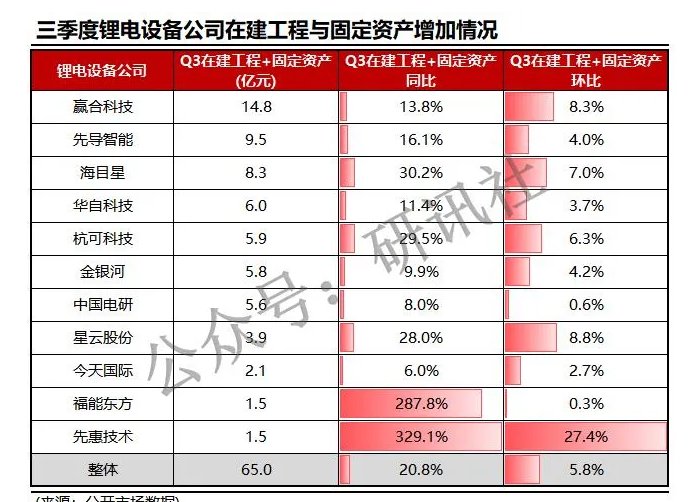 三季度锂电设备公司在建工程与固定资产增加情况
锂电设备公司 Q3在建工程+固定资产(亿元) Q3在建工程+固定资产同比 Q3在建工程+固定资产环比
赢合科技 14.8 13.8% 8.3%
先导智能 9.5 16.1% 4.0%
海目星 8.3 30.2% 7.0%
华自科技 6.0 11.4% 3.7%
杭可科技 5.9 29.5% 6.3%
金银河 5.8 9.9% 4.2%
中国电研 5.6 8.0% 0.6%
星云股份 3.9 28.0% 8.8%
今天国际 2.1 6.0% 2.7%
福能东方 1.5 287.8% 0.3%
先惠技术 1.5 329.1% 27.4%
整体 65.0 20.8% 5.8%
(来源：公开市场数据)
公众号：研讯社